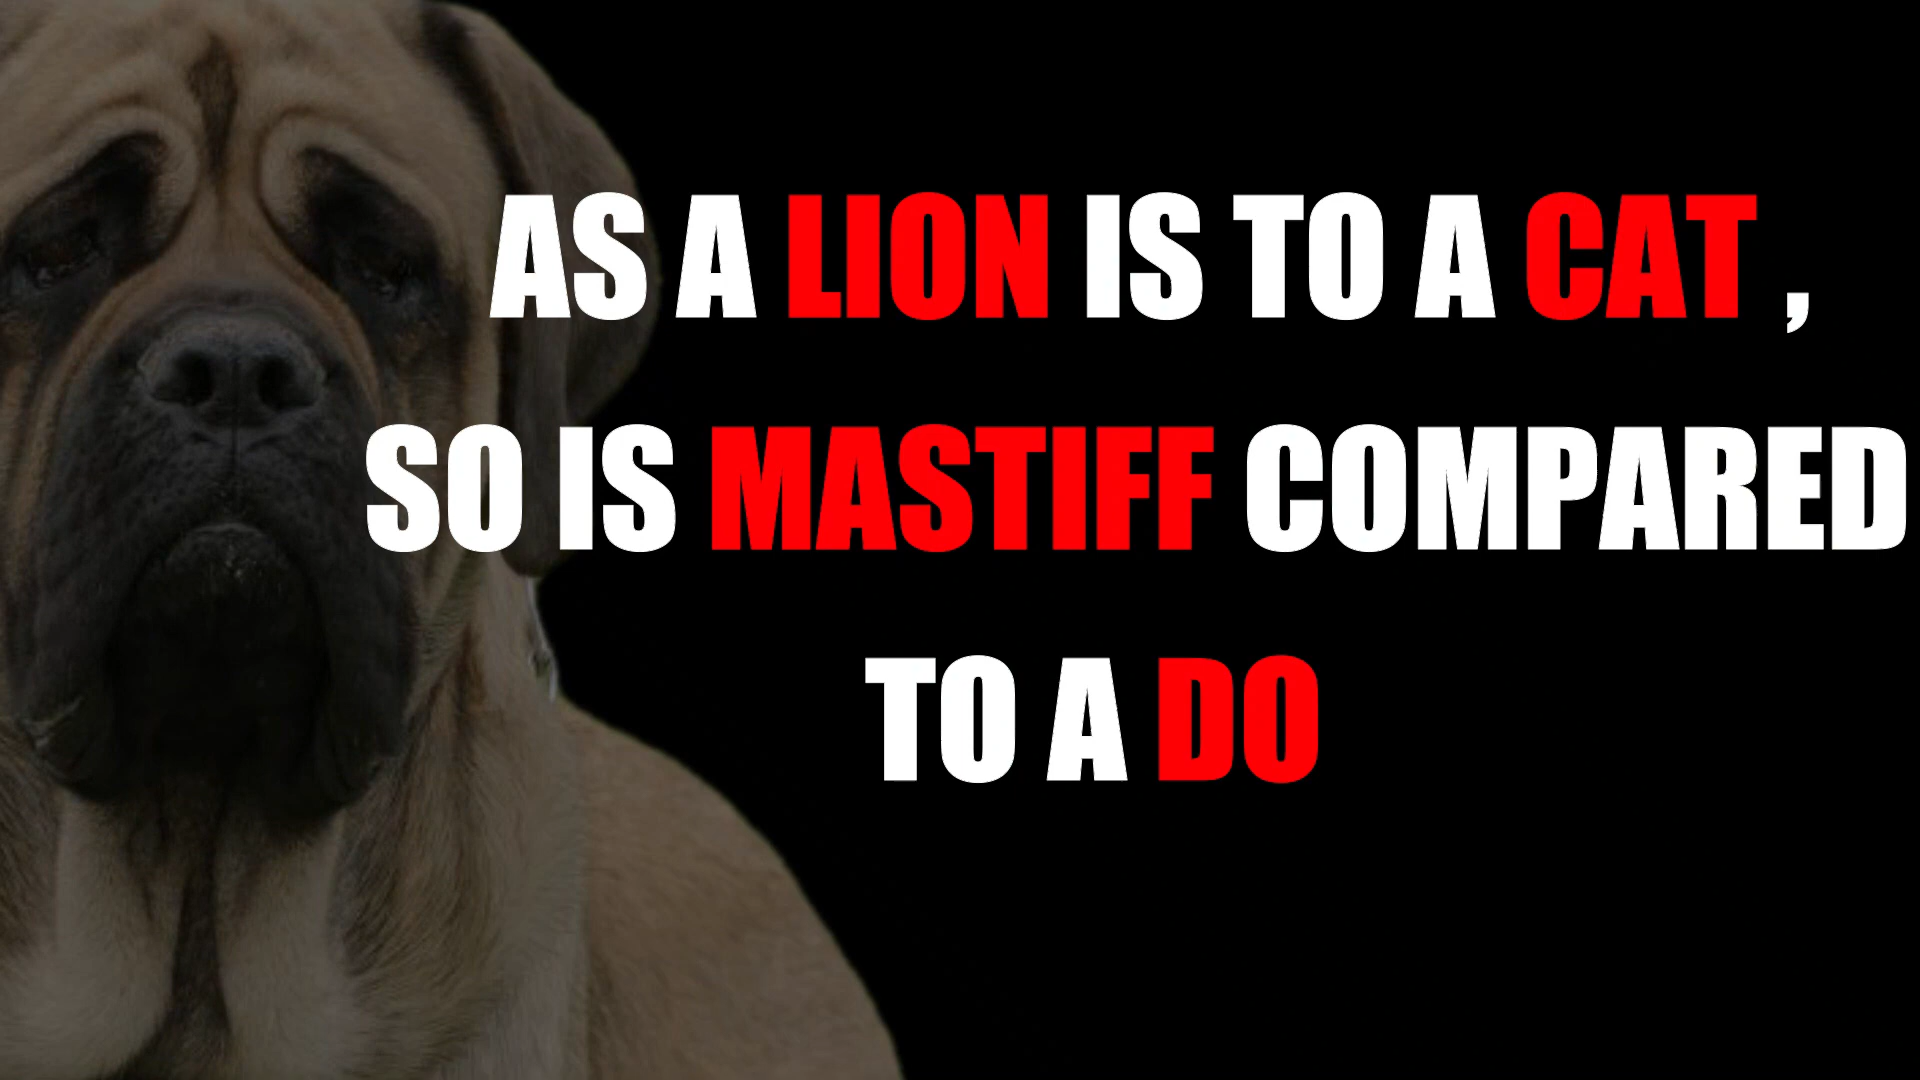 AS A LION IS TO A CAT ,
SO IS MASTIFF COMPARED
TO A DO